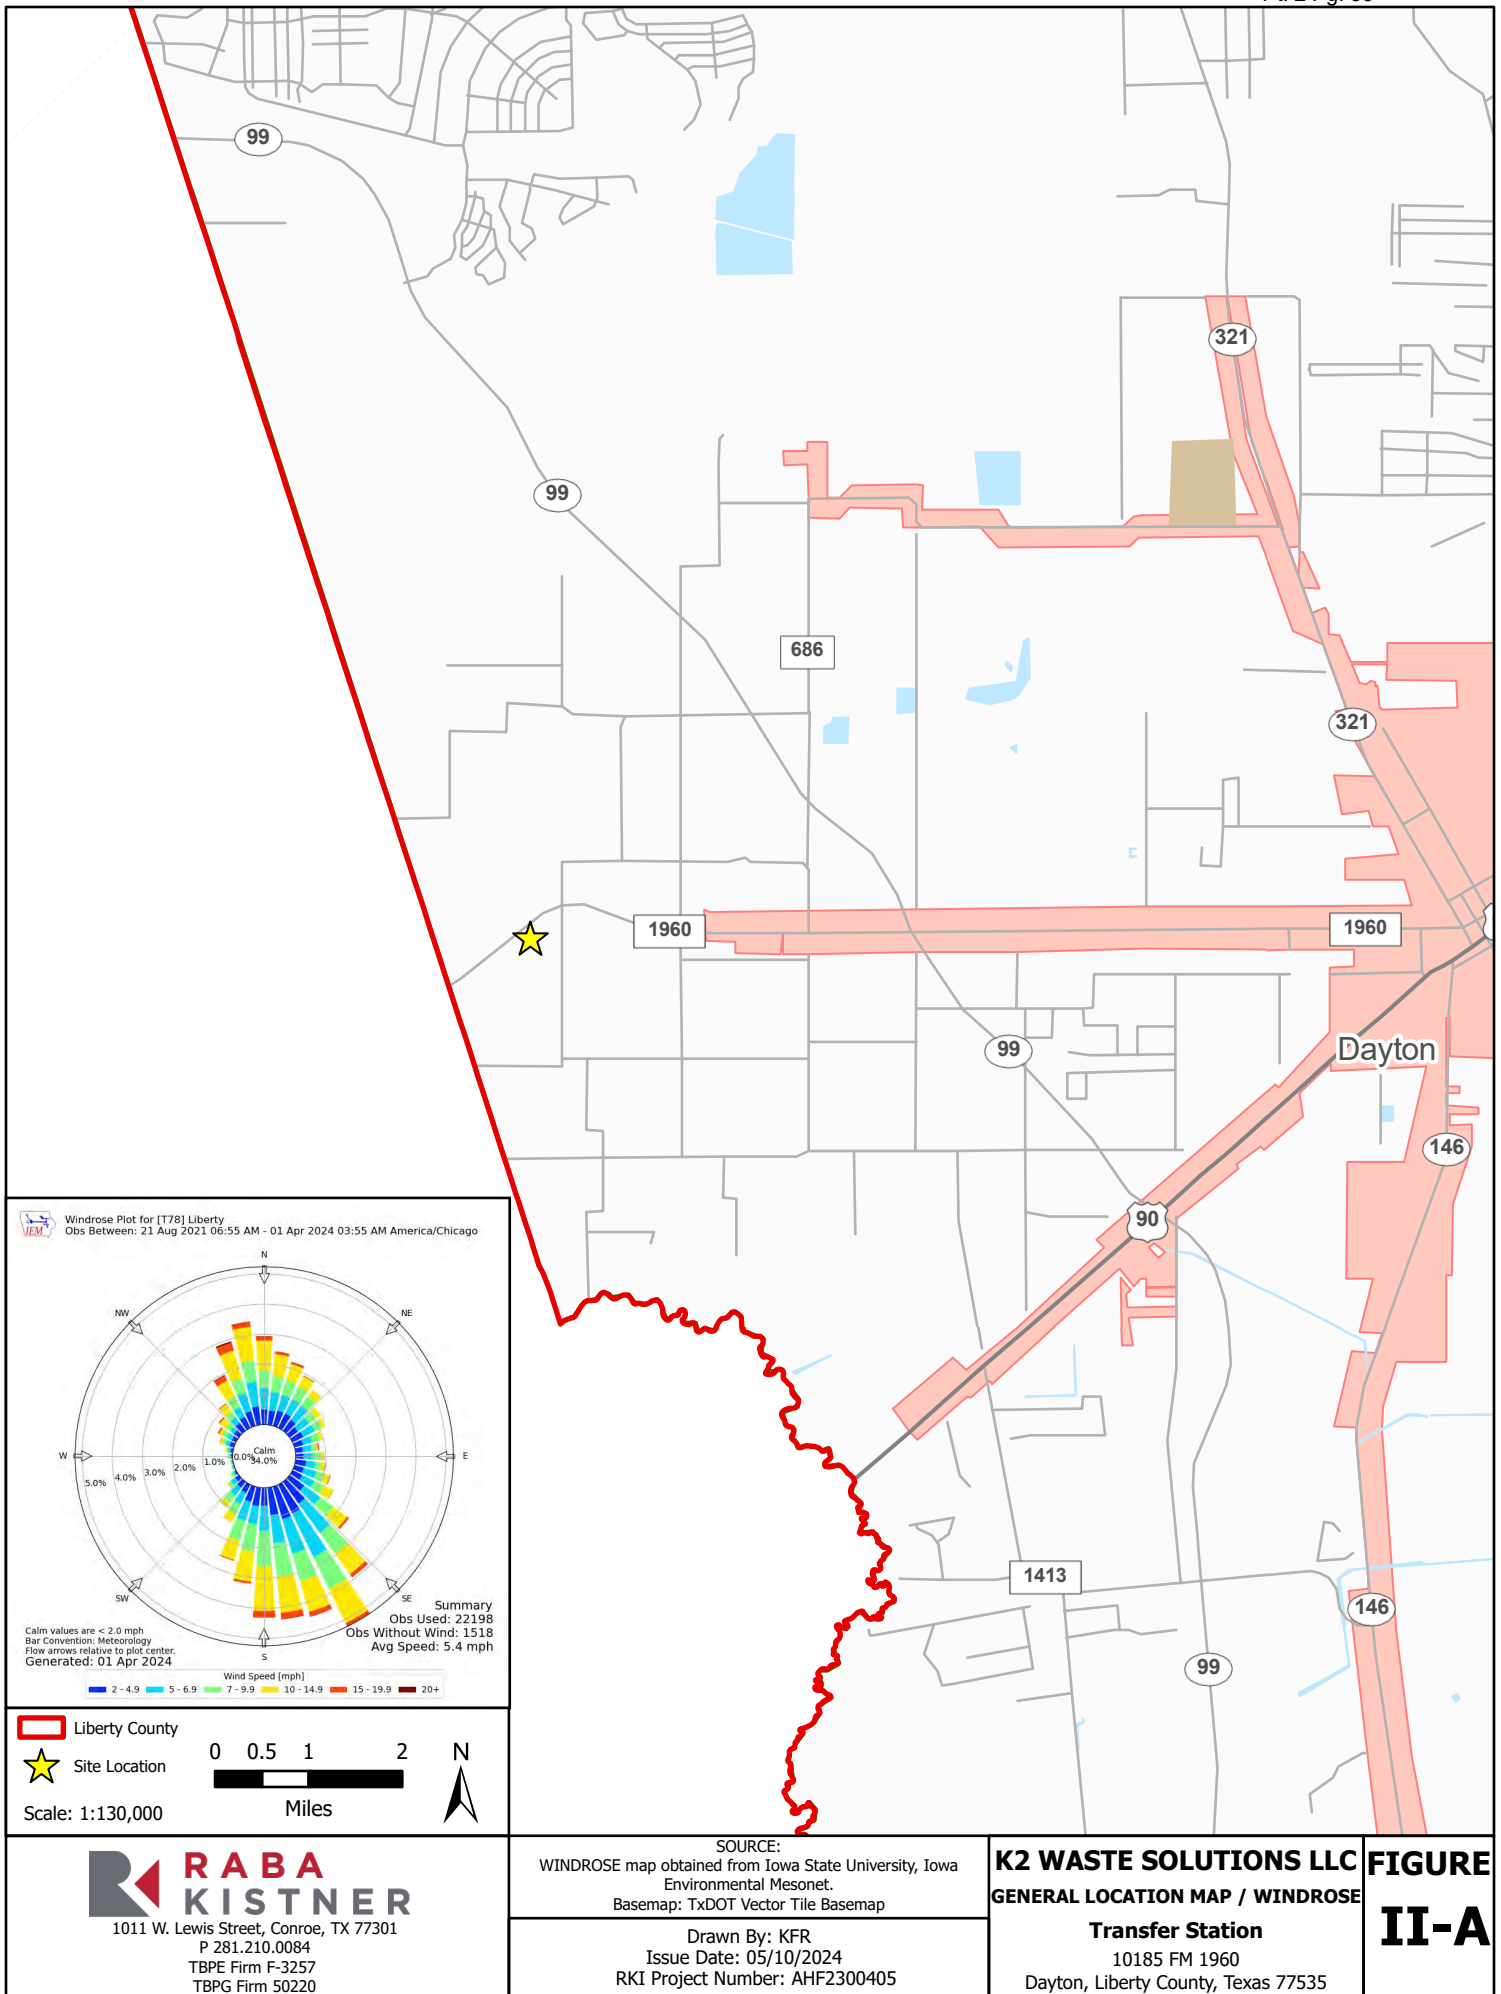 99
321
99
686
321
1960
1960
99
Dayton
146
90
1413
146
99
IEM
Windrose Plot for [T78] Liberty
Obs Between: 21 Aug 2021 06:55 AM - 01 Apr 2024 03:55 AM America/Chicago
N
NW
NE
W
E
5.0%
4.0%
3.0%
2.0%
1.0%
0.0%
Calm
34.0%
SW
SE
S
Summary
Obs Used: 22198
Obs Without Wind: 1518
Avg Speed: 5.4 mph
Calm values are < 2.0 mph
Bar Convention: Meteorology
Flow arrows relative to plot center.
Generated: 01 Apr 2024
Wind Speed [mph]
2 - 4.9 5 - 6.9 7 - 9.9 10 - 14.9 15 - 19.9 20+
Liberty County
Site Location
Scale: 1:130,000
0 0.5 1 2
Miles
N
RABA
KISTNER
1011 W. Lewis Street, Conroe, TX 77301
P 281.210.0084
TBPE Firm F-3257
TBPG Firm 50220
SOURCE:
WINDROSE map obtained from Iowa State University, Iowa
Environmental Mesonet.
Basemap: TxDOT Vector Tile Basemap
Drawn By: KFR
Issue Date: 05/10/2024
RKI Project Number: AHF2300405
K2 WASTE SOLUTIONS LLC
GENERAL LOCATION MAP / WINDROSE
Transfer Station
10185 FM 1960
Dayton, Liberty County, Texas 77535
FIGURE
II-A